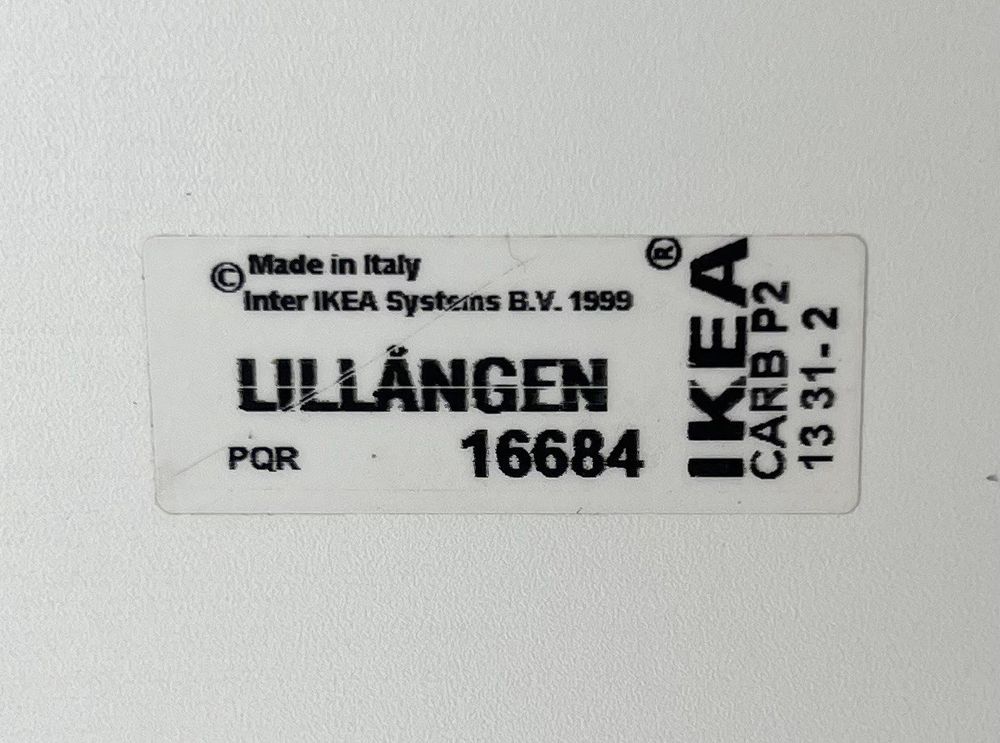 © Made in Italy
Inter IKEA Systems B.V. 1999
LILLÅNGEN
PQR 16684
IKEA®
CARB P2
13 31-2